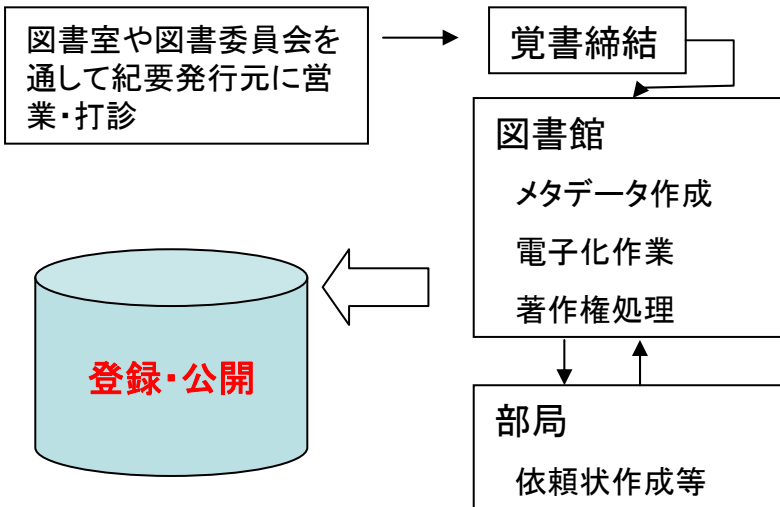 図書室や図書委員会を
通して紀要発行元に営
業・打診
覚書締結
図書館
メタデータ作成
電子化作業
著作権処理
登録・公開
部局
依頼状作成等